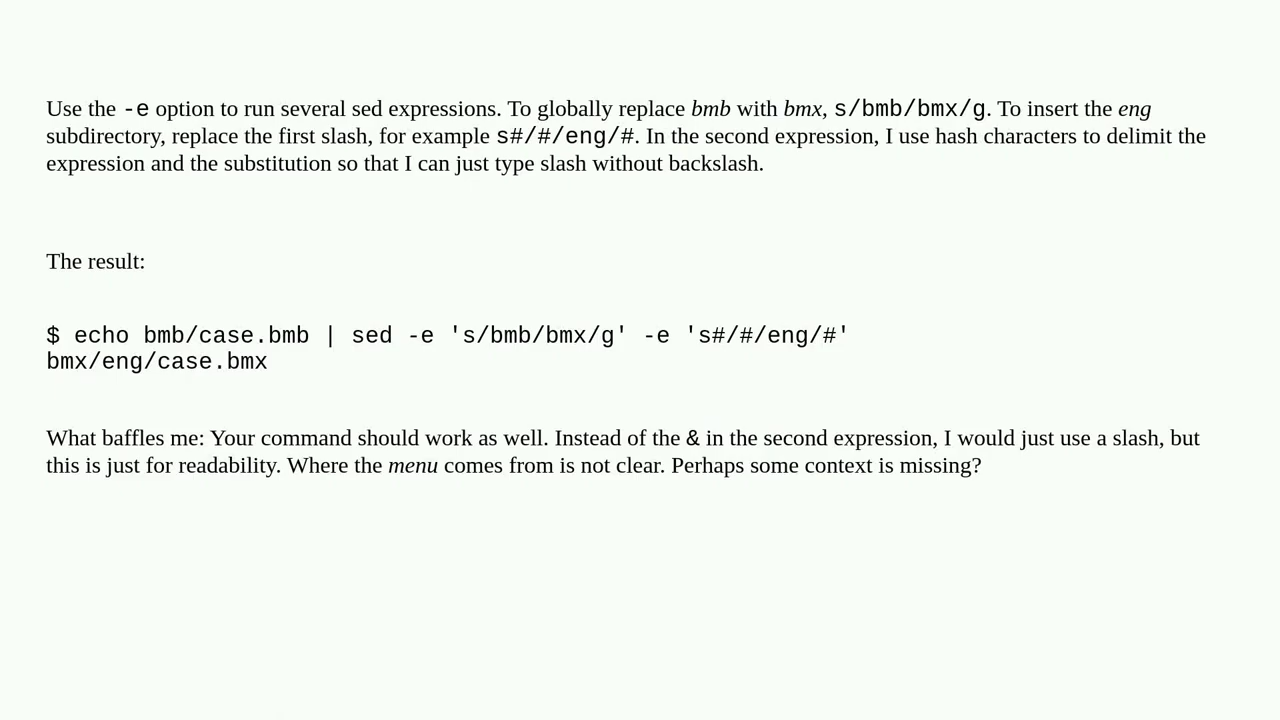 Use the -e option to run several sed expressions. To globally replace bmb with bmx, s/bmb/bmx/g. To insert the eng
subdirectory, replace the first slash, for example s#/#/eng/#. In the second expression, I use hash characters to delimit the
expression and the substitution so that I can just type slash without backslash.
The result:
$ echo bmb/case.bmb | sed -e 's/bmb/bmx/g' -e 's#/#/eng/#'
bmx/eng/case.bmx
What baffles me: Your command should work as well. Instead of the & in the second expression, I would just use a slash, but
this is just for readability. Where the menu comes from is not clear. Perhaps some context is missing?